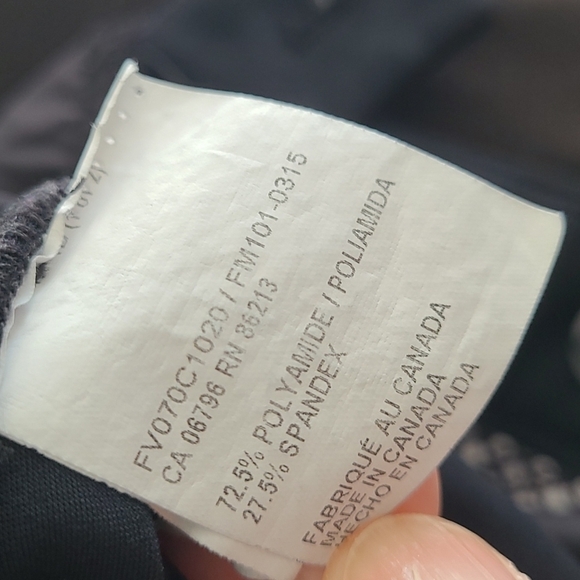 FV070C1020 / FM101-0315
CA 06796 RN 86213
72.5% POLYAMIDE / POLIAMIDA
27.5% SPANDEX
FABRIQUÉ AU CANADA
MADE IN CANADA
HECHO EN CANADA